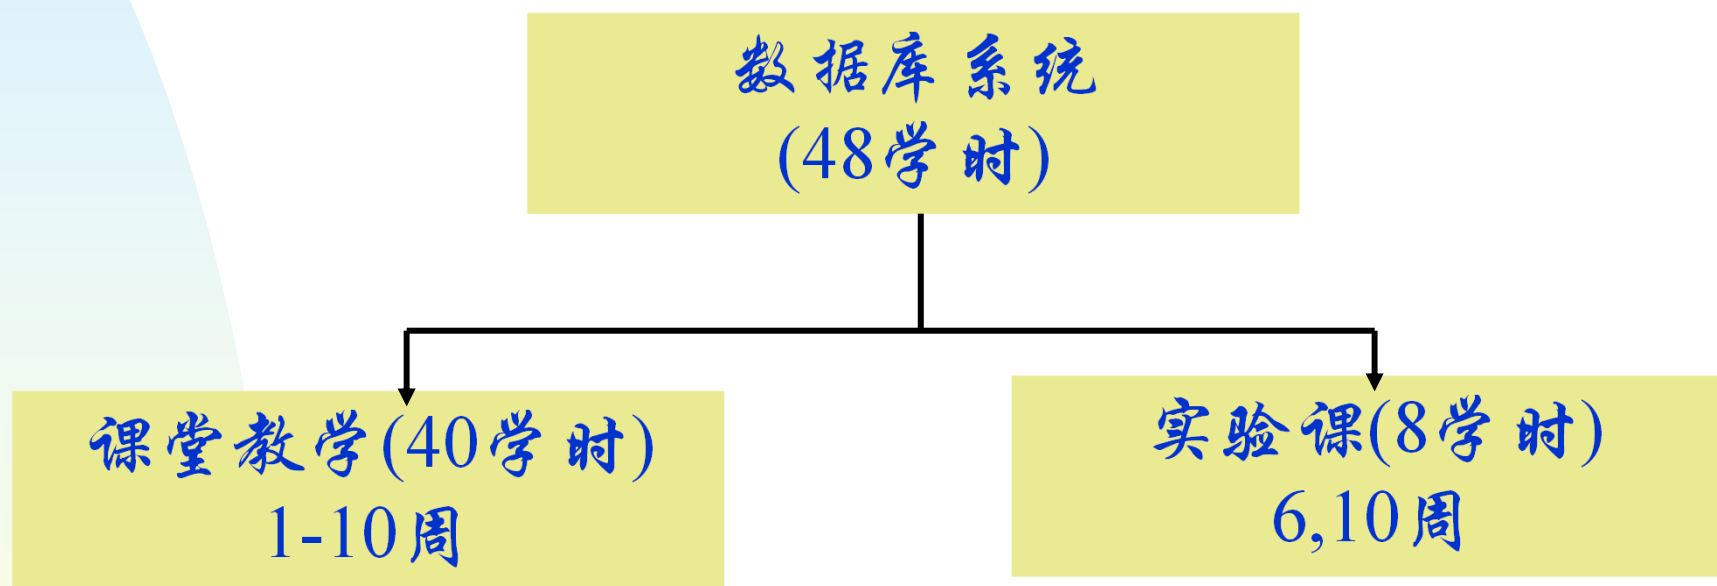 数据库系统
(48学时)
课堂教学(40学时)
1-10周
实验课(8学时)
6,10周